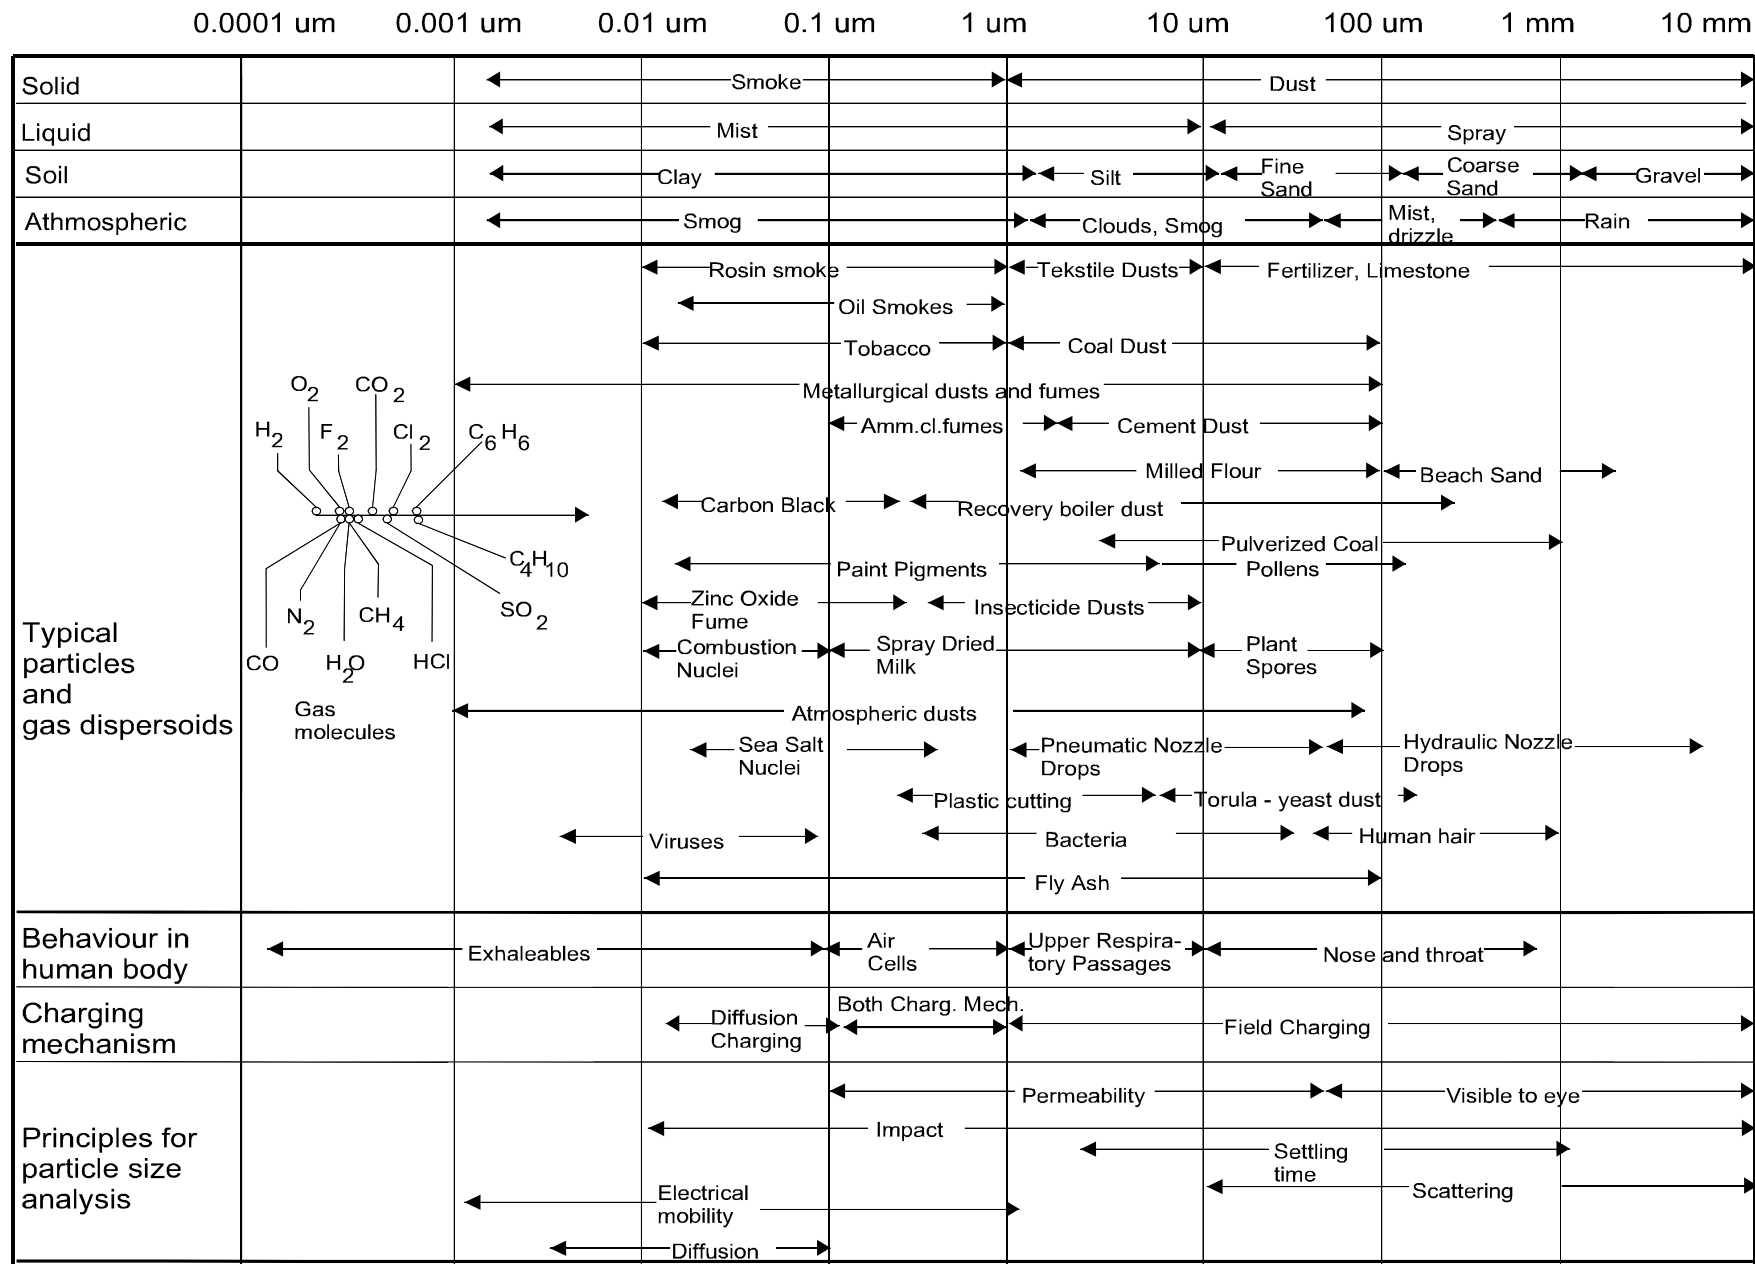 0.0001 um 0.001 um 0.01 um 0.1 um 1 um 10 um 100 um 1 mm 10 mm
Solid Smoke Dust
Liquid Mist Spray
Soil Clay Silt Fine Sand Coarse Sand Gravel
Athmospheric Smog Clouds, Smog Mist, drizzle Rain
Typical
particles
and
gas dispersoids
Rosin smoke Tekstile Dusts Fertilizer, Limestone
Oil Smokes
Tobacco Coal Dust
O2 CO2
Metallurgical dusts and fumes
H2 F2 Cl2 C6H6
Amm.cl.fumes Cement Dust
Milled Flour Beach Sand
Carbon Black Recovery boiler dust
Pulverized Coal
C4H10
Paint Pigments Pollens
N2 CH4 SO2
Zinc Oxide
Fume
Insecticide Dusts
CO H2O HCl
Combustion
Nuclei
Spray Dried
Milk
Plant
Spores
Gas
molecules
Atmospheric dusts
Sea Salt
Nuclei
Pneumatic Nozzle
Drops
Hydraulic Nozzle
Drops
Plastic cutting Torula - yeast dust
Viruses Bacteria Human hair
Fly Ash
Behaviour in
human body
Exhaleables
Air
Cells
Upper Respira-
tory Passages
Nose and throat
Charging
mechanism
Diffusion
Charging
Both Charg. Mech.
Field Charging
Principles for
particle size
analysis
Permeability Visible to eye
Impact
Settling
time
Electrical
mobility
Scattering
Diffusion